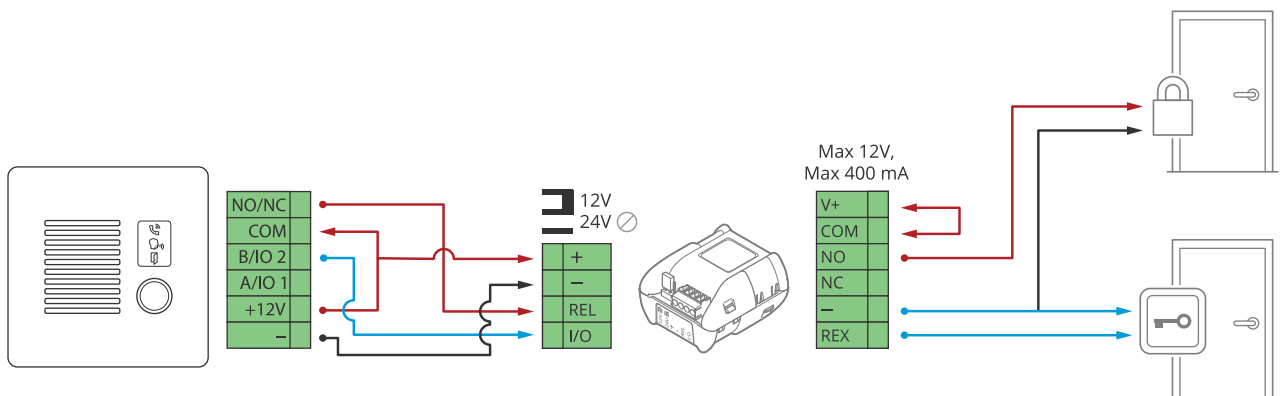 NO/NC
COM
B/IO 2
A/IO 1
+12V
−
12V
24V
+
−
REL
I/O
Max 12V,
Max 400 mA
V+
COM
NO
NC
−
REX